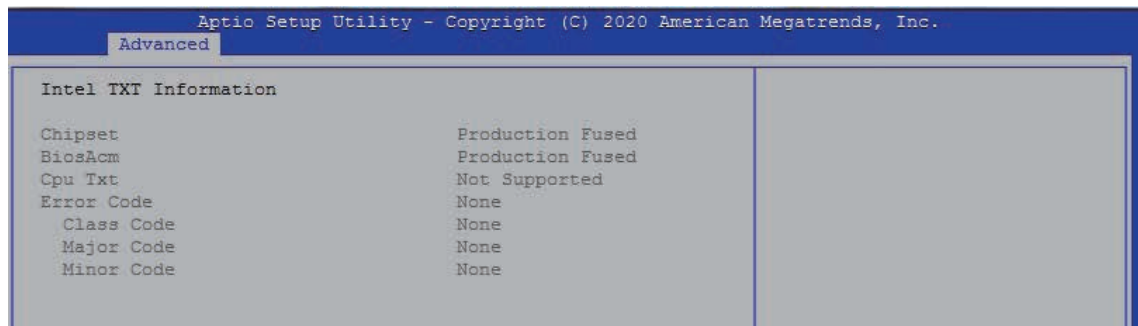 Aptio Setup Utility - Copyright (C) 2020 American Megatrends, Inc.
Advanced
Intel TXT Information
Chipset Production Fused
BiosAcm Production Fused
Cpu Txt Not Supported
Error Code None
Class Code None
Major Code None
Minor Code None